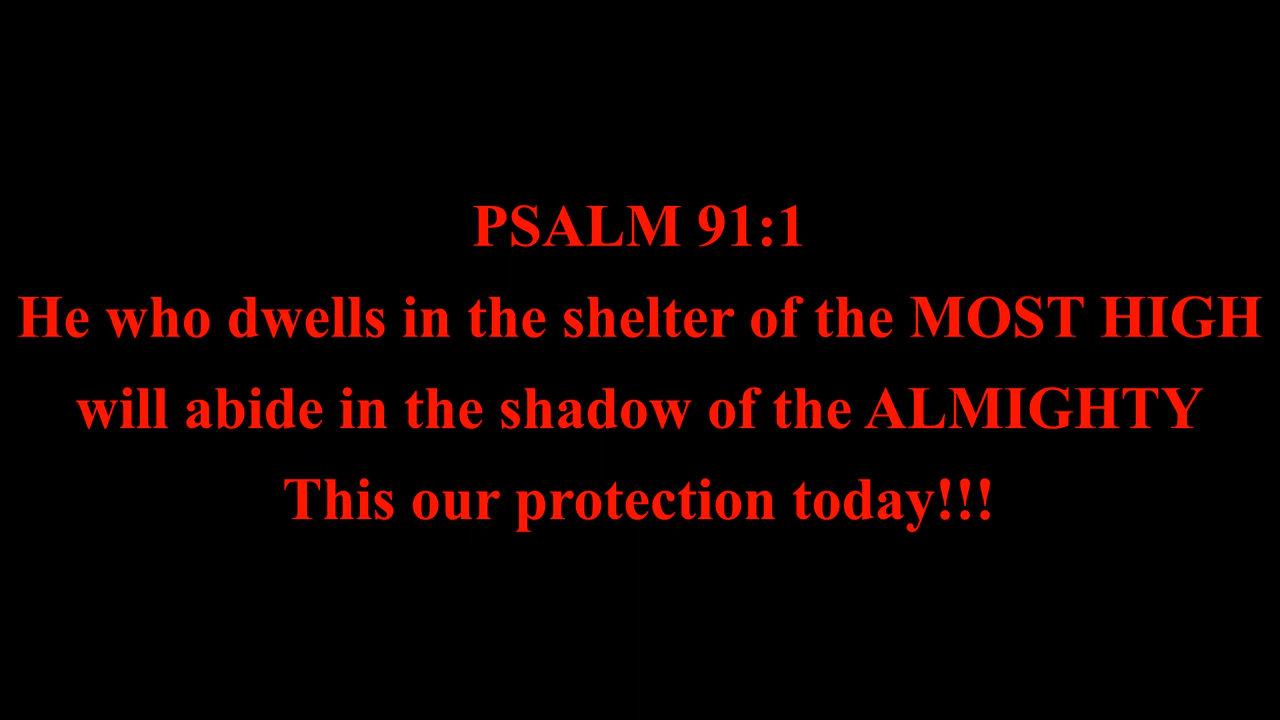 PSALM 91:1
He who dwells in the shelter of the MOST HIGH
will abide in the shadow of the ALMIGHTY
This our protection today!!!